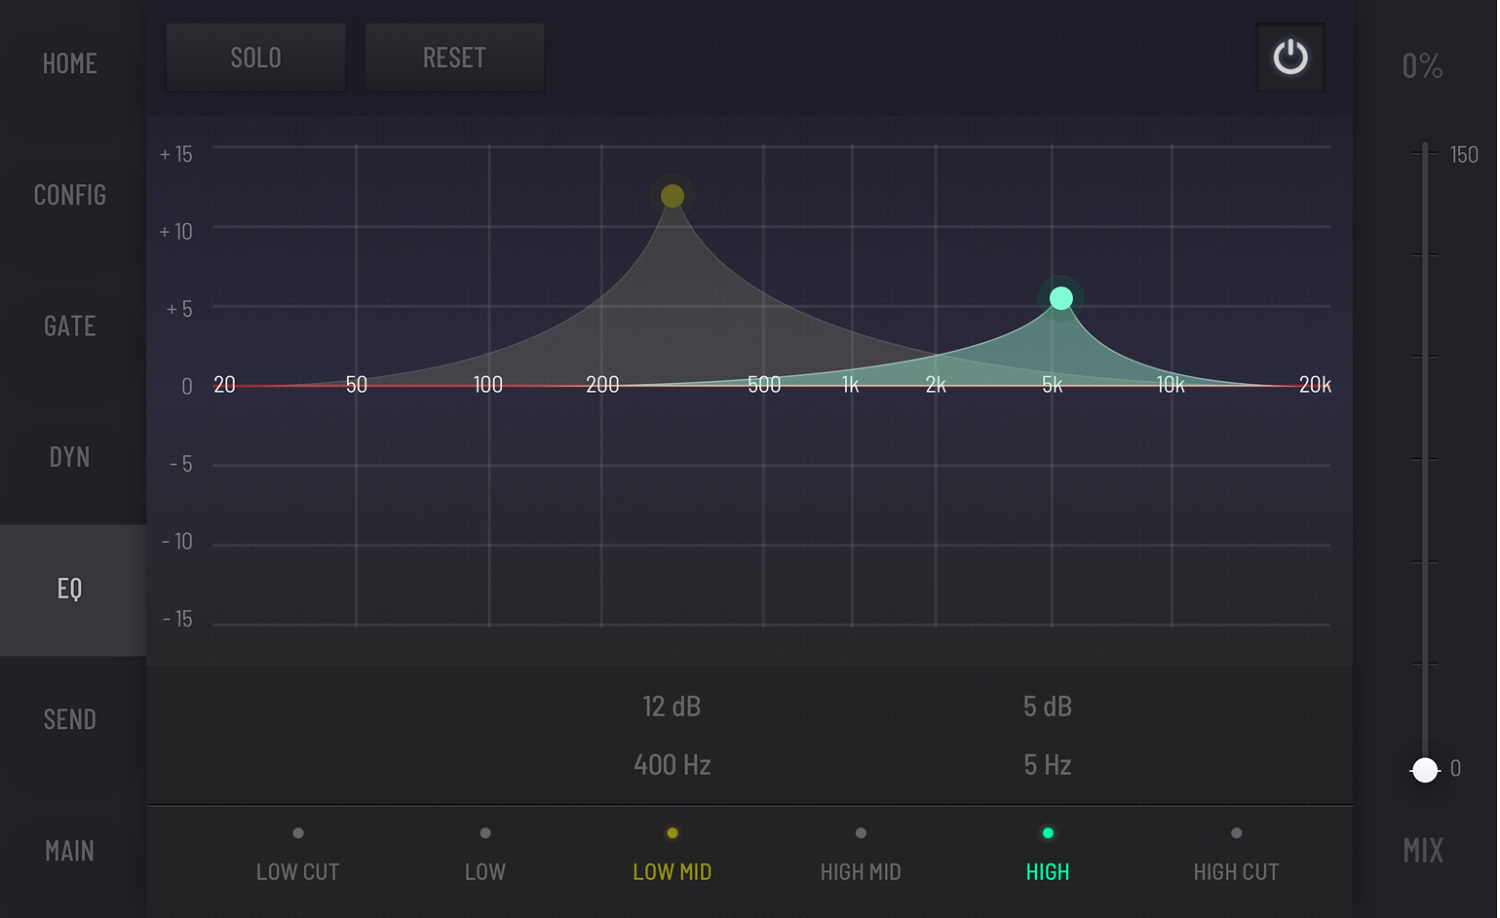 HOME
CONFIG
GATE
DYN
EQ
SEND
MAIN
SOLO RESET
+ 15
+ 10
+ 5
0
- 5
- 10
- 15
20 50 100 200 500 1k 2k 5k 10k 20k
12 dB 5 dB
400 Hz 5 Hz
LOW CUT LOW LOW MID HIGH MID HIGH HIGH CUT
0%
150
0
MIX